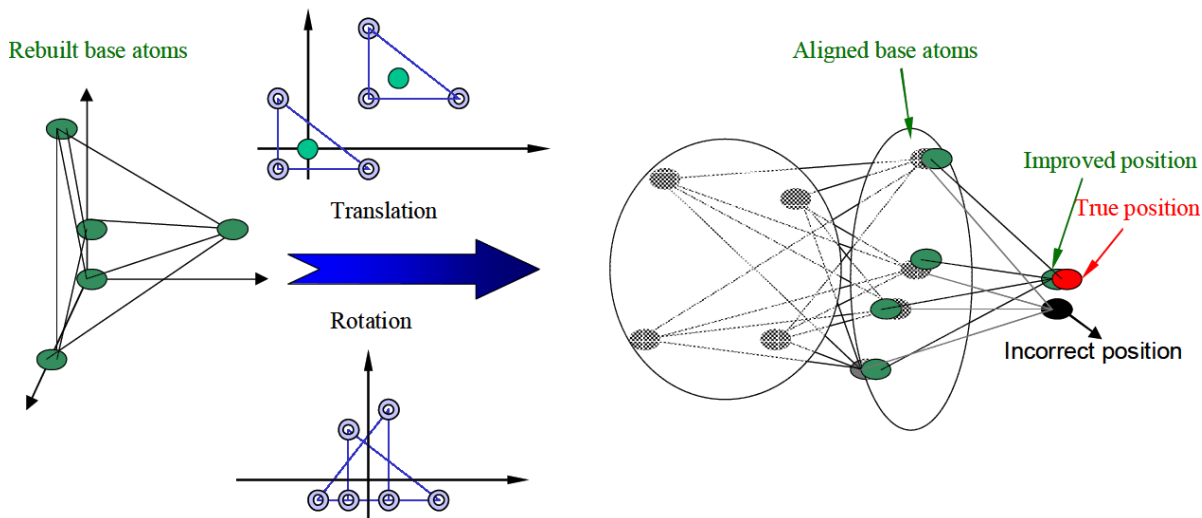 Rebuilt base atoms
Translation
Rotation
Aligned base atoms
Improved position
True position
Incorrect position